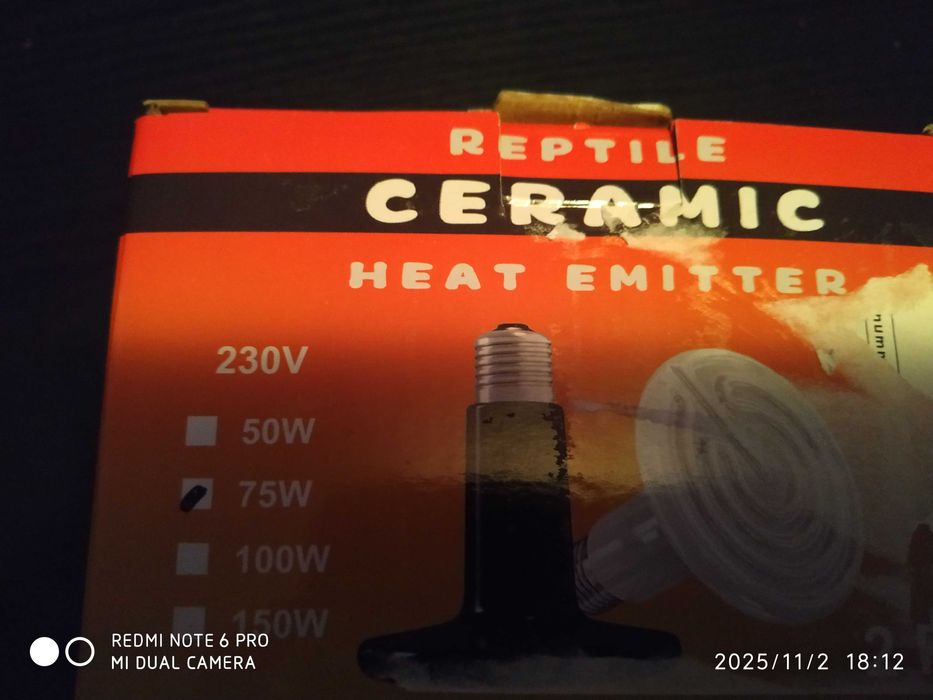 REPTILE
CERAMIC
HEAT EMITTER
230V
50W
75W
100W
150W
REDMI NOTE 6 PRO
MI DUAL CAMERA
2025/11/2 18:12